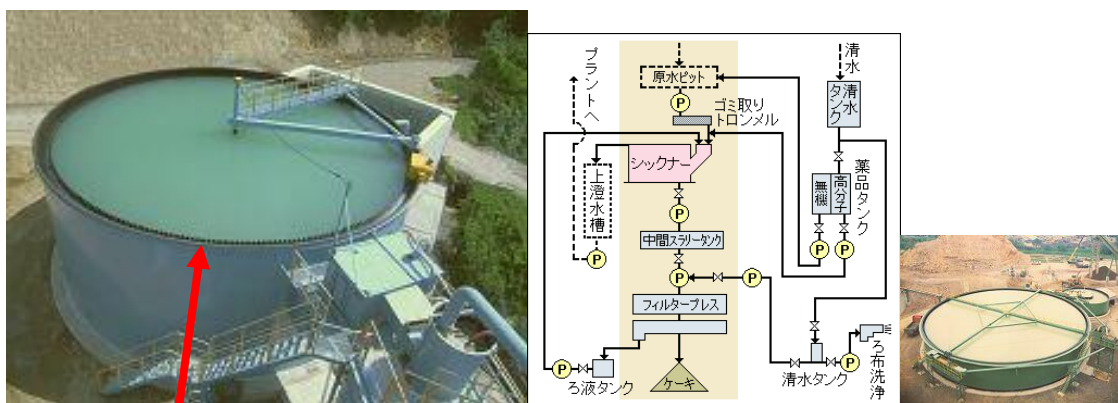 清水
プラントへ
原水ピット
清水タンク
P
ゴミ取り
トロンメル
シックナー
上澄水槽
無機
高分子
薬品タンク
P
P
P
中間スラリータンク
P
P
P
フィルタープレス
P
ろ液タンク
ケーキ
清水タンク
P
ろ布洗浄